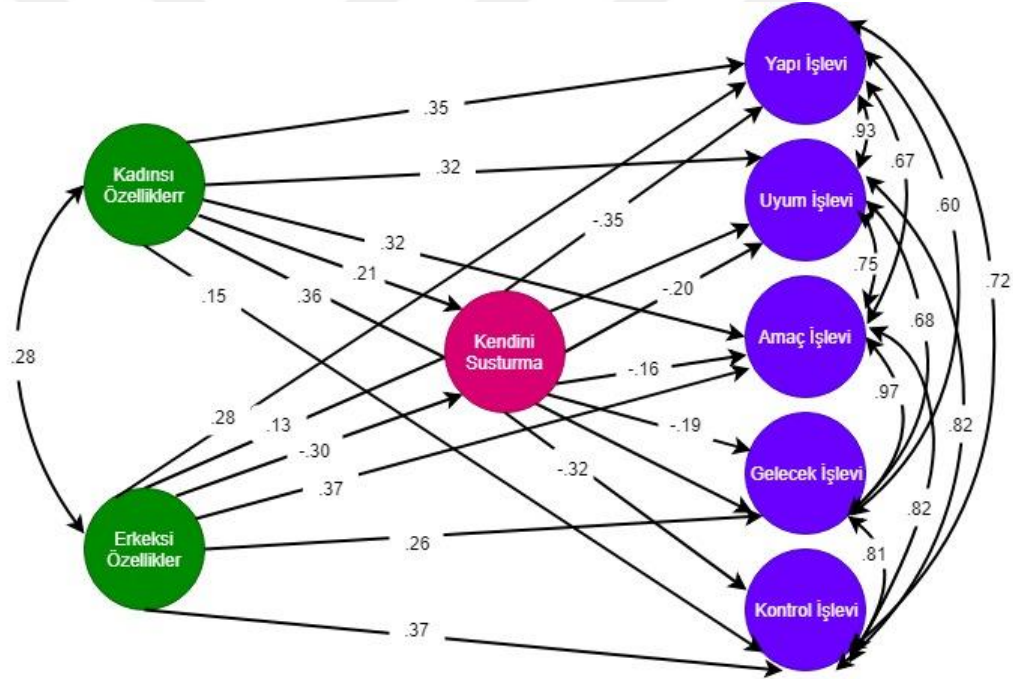 Yapı İşlevi
.35
.93
Kadınsı
Özelliklerr
.32
.67
Uyum İşlevi
-.35
.60
.32
.21
.75
.15
.36
-.20
.72
.28
Kendini
Susturma
Amaç İşlevi
.68
-.16
.97
.28
.13
-.19
.82
-.30
-.32
Gelecek İşlevi
.37
.82
Erkeksi
Özellikler
.26
.81
Kontrol İşlevi
.37